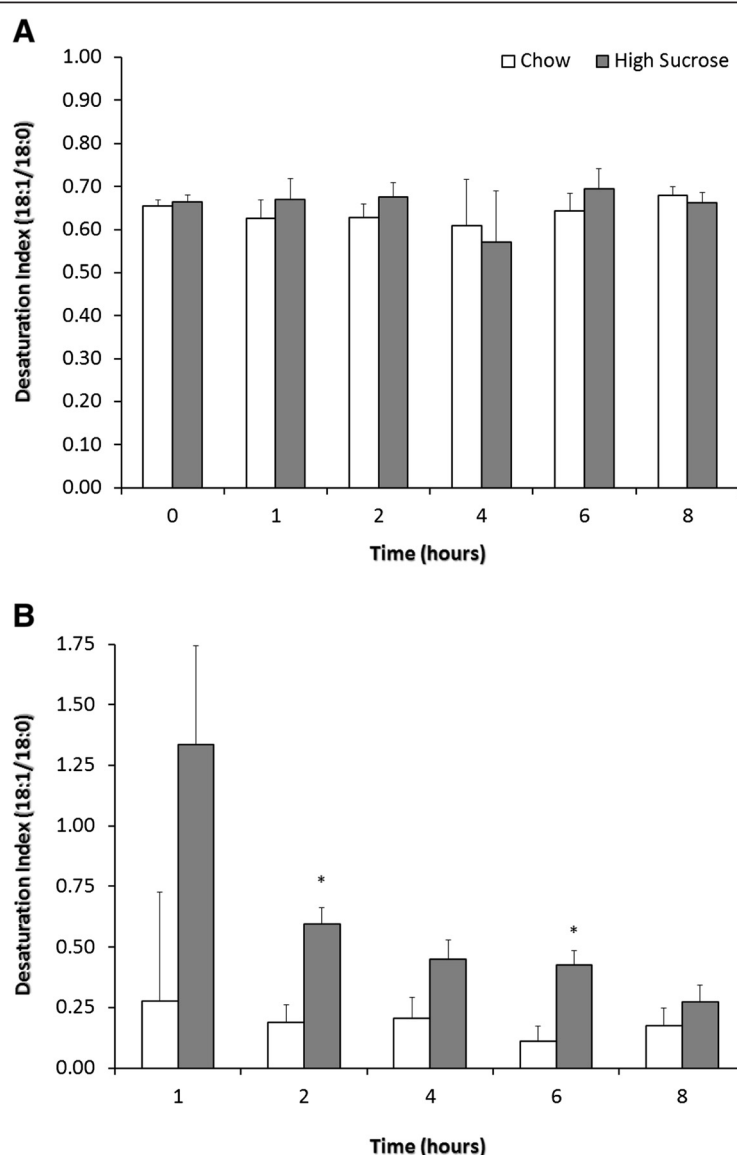 A
Chow High Sucrose
Desaturation Index (18:1/18:0)
1.00
0.90
0.80
0.70
0.60
0.50
0.40
0.30
0.20
0.10
0.00
0 1 2 4 6 8
Time (hours)
B
Desaturation Index (18:1/18:0)
1.75
1.50
1.25
1.00
0.75
0.50
0.25
0.00
* *
1 2 4 6 8
Time (hours)